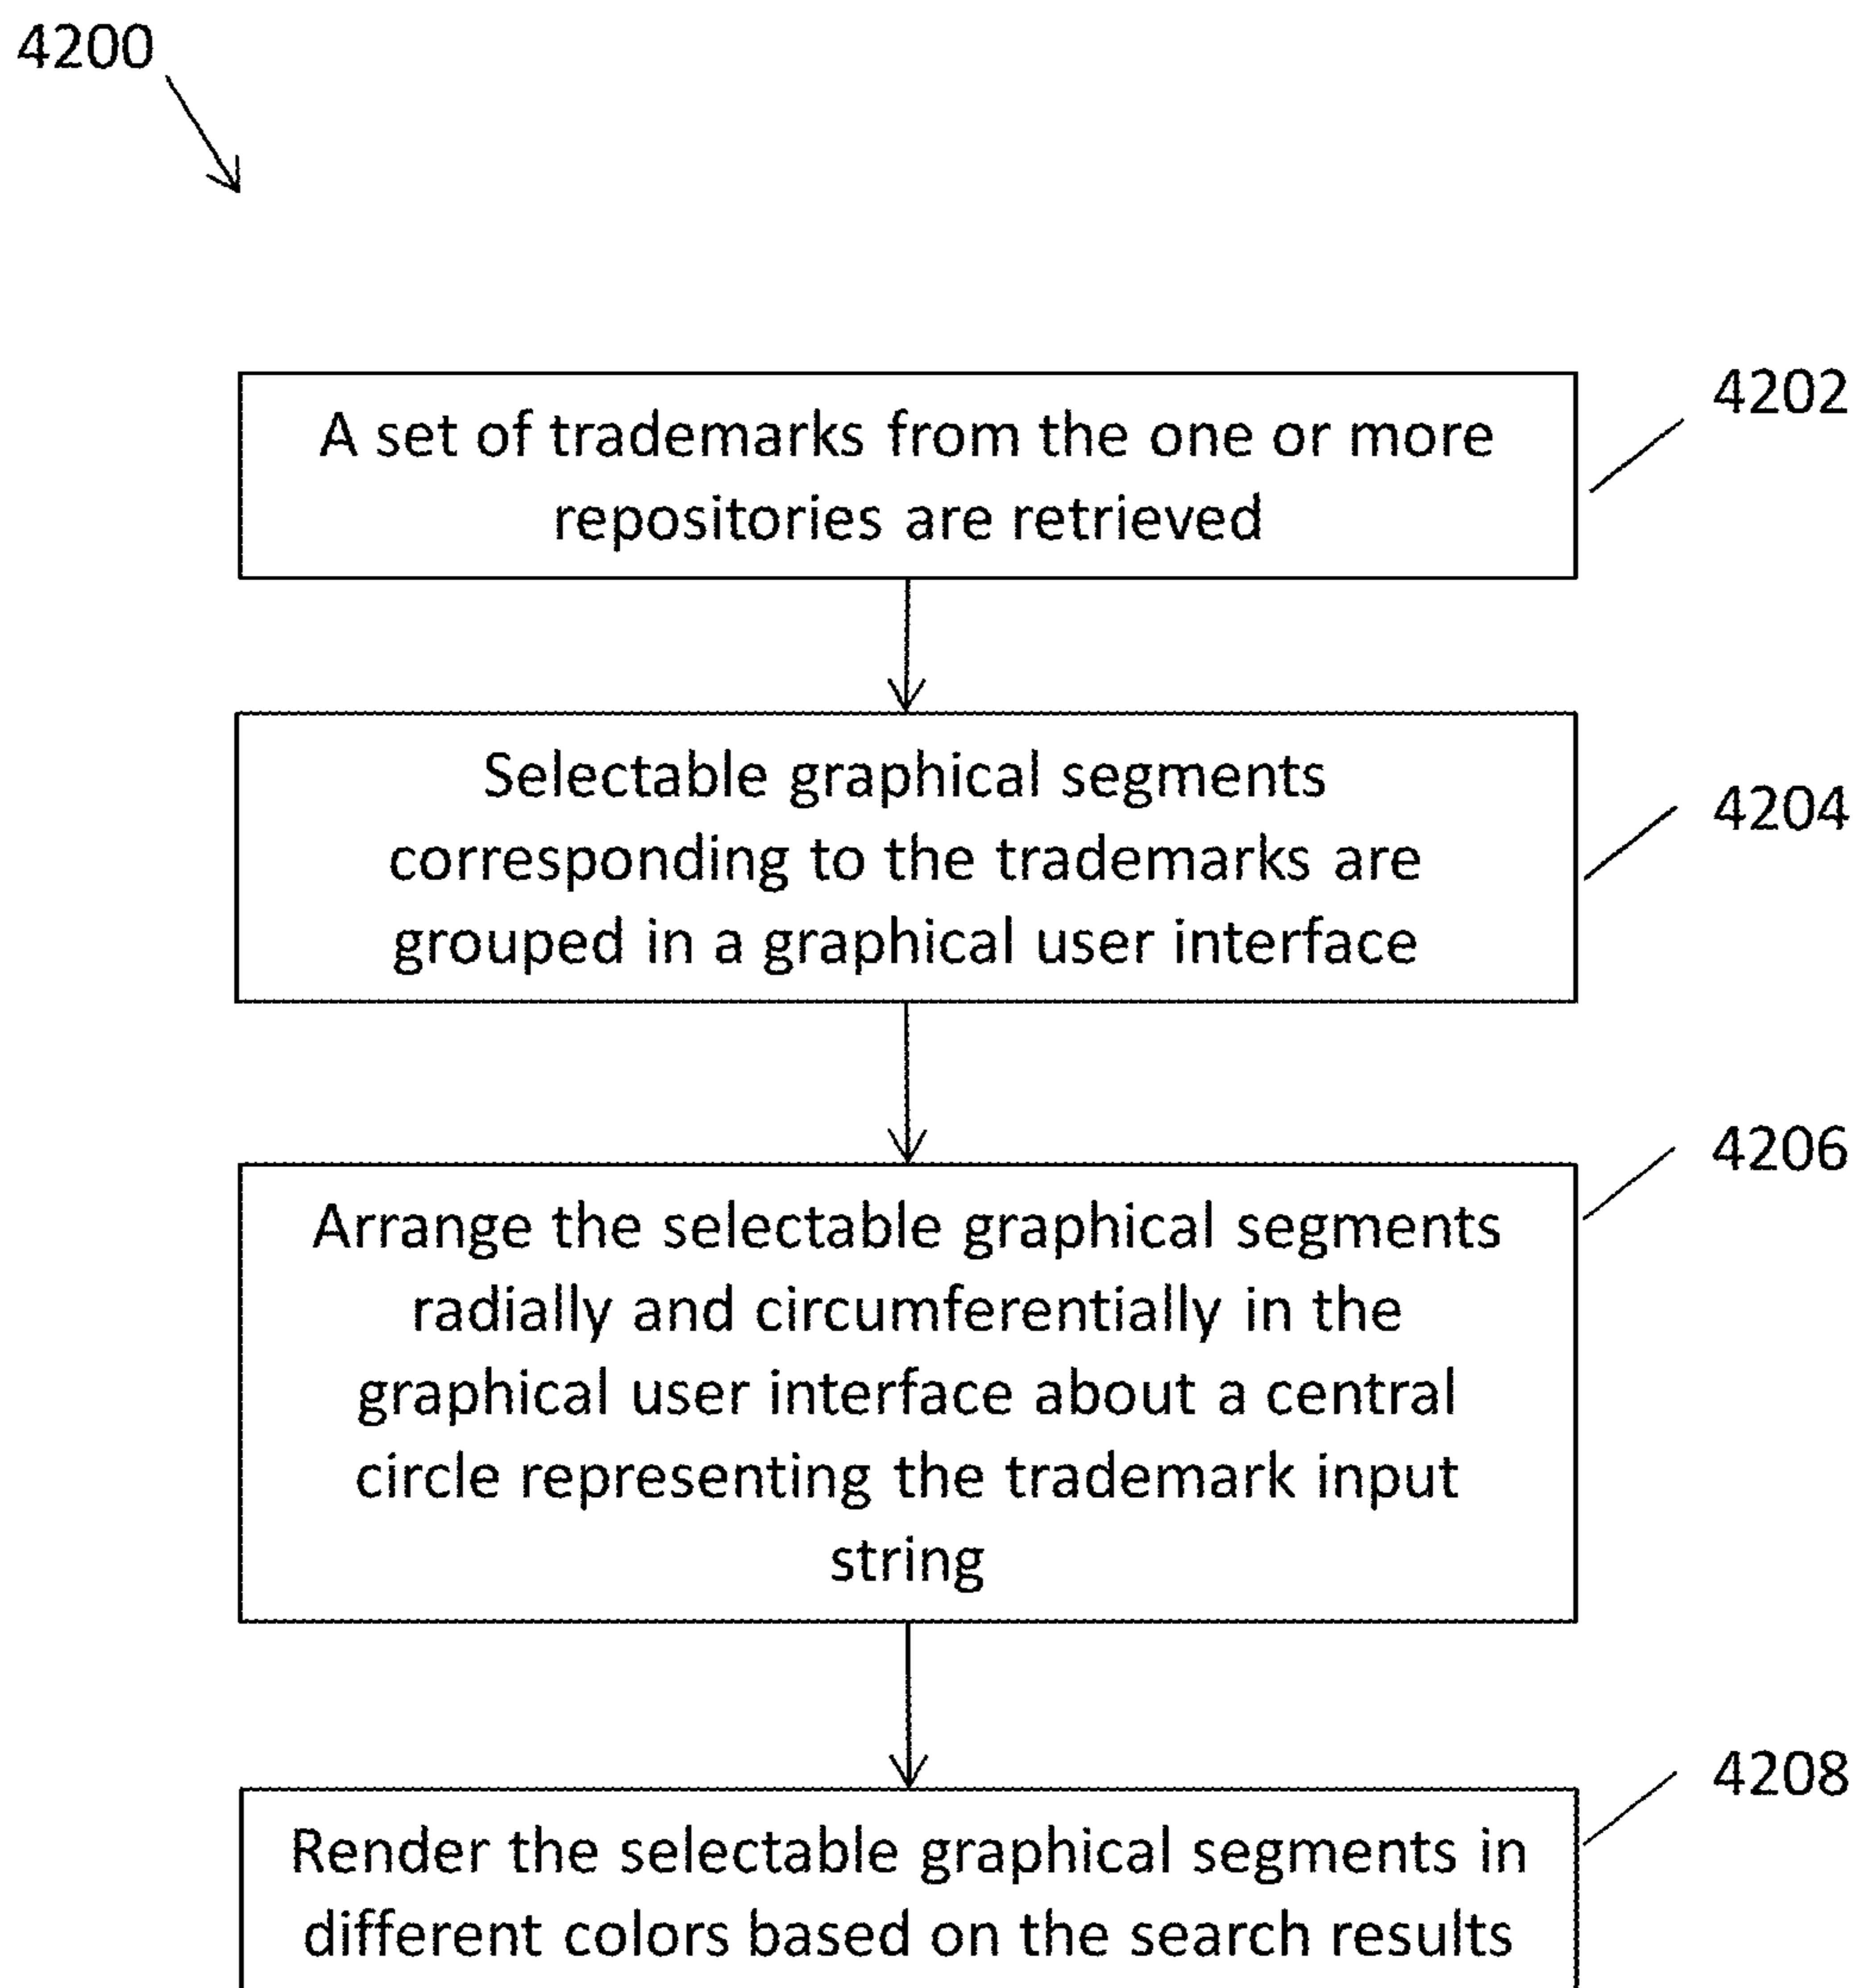 4200
4202
A set of trademarks from the one or more
repositories are retrieved
Selectable graphical segments
corresponding to the trademarks are
grouped in a graphical user interface
4204
4206
Arrange the selectable graphical segments
radially and circumferentially in the
graphical user interface about a central
circle representing the trademark input
string
4208
Render the selectable graphical segments in
different colors based on the search results